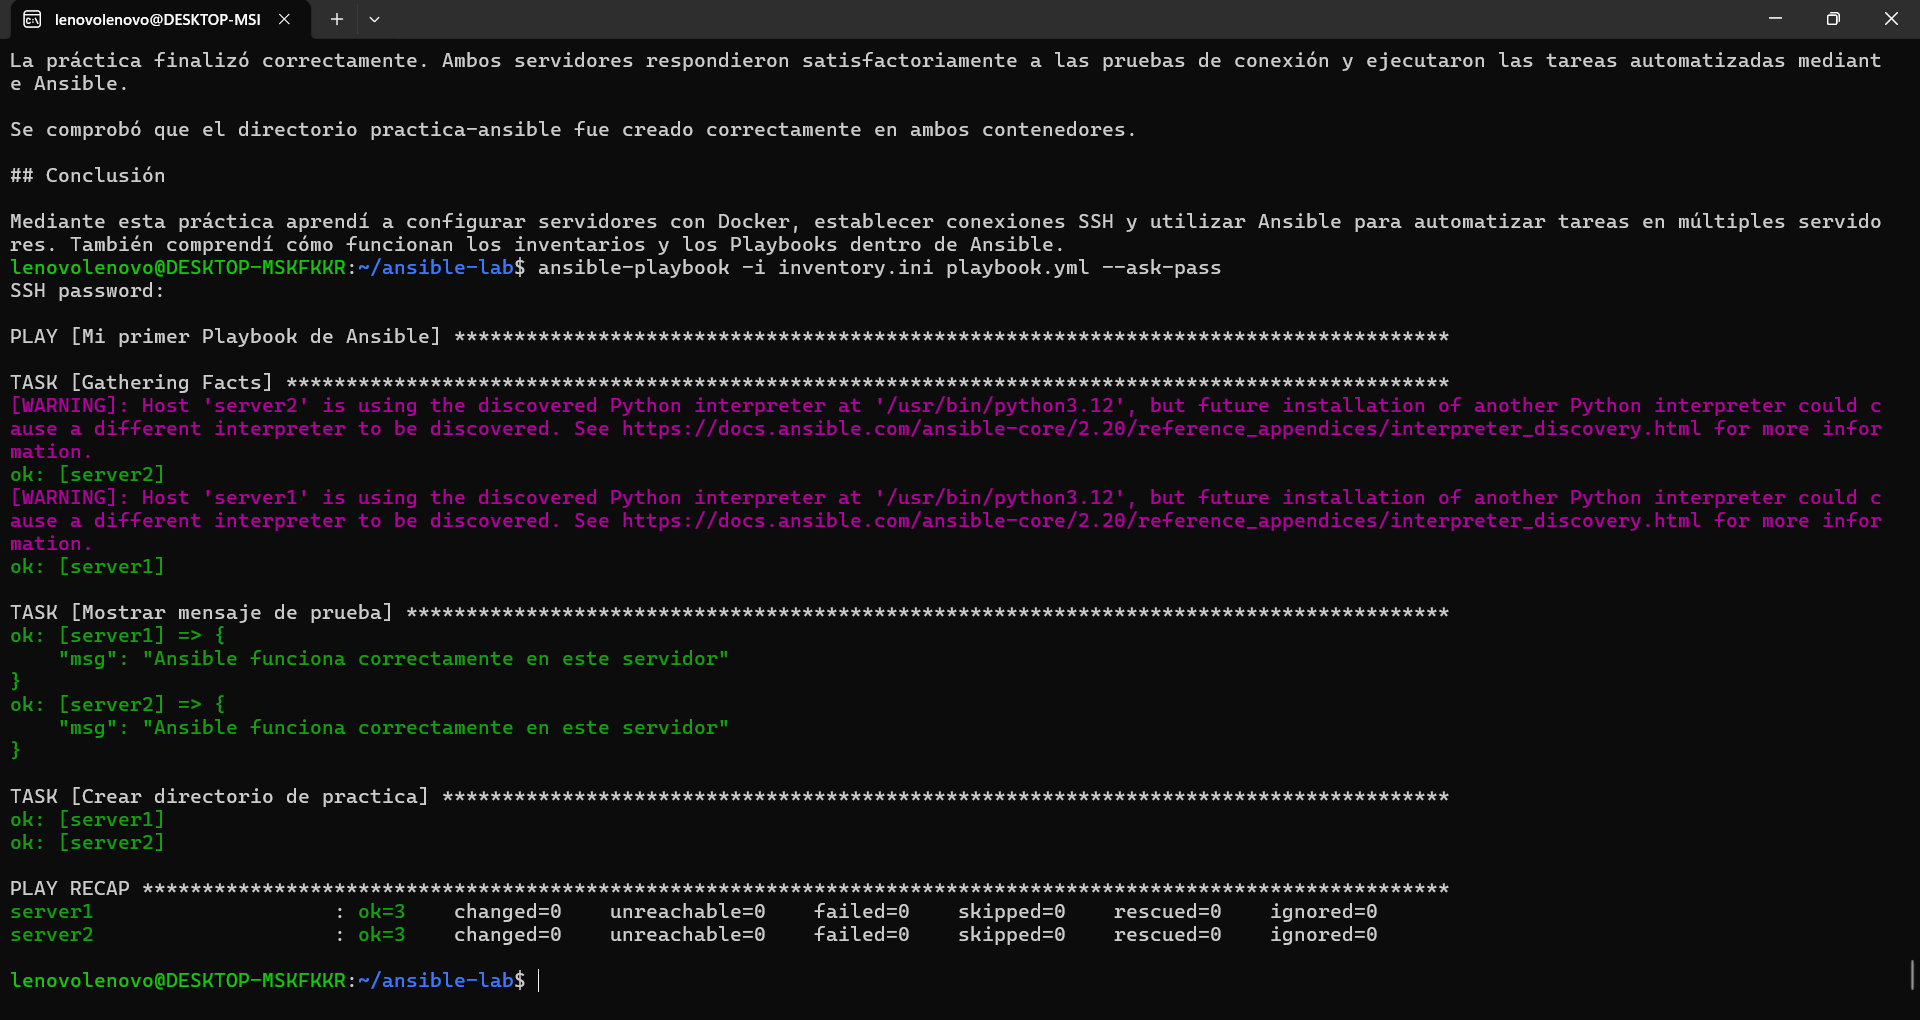 lenovolenovo@DESKTOP-MSI
La práctica finalizó correctamente. Ambos servidores respondieron satisfactoriamente a las pruebas de conexión y ejecutaron las tareas automatizadas mediant
e Ansible.
Se comprobó que el directorio practica-ansible fue creado correctamente en ambos contenedores.
## Conclusión
Mediante esta práctica aprendí a configurar servidores con Docker, establecer conexiones SSH y utilizar Ansible para automatizar tareas en múltiples servido
res. También comprendí cómo funcionan los inventarios y los Playbooks dentro de Ansible.
lenovolenovo@DESKTOP-MSKFKKR:~/ansible-lab$ ansible-playbook -i inventory.ini playbook.yml --ask-pass
SSH password:
PLAY [Mi primer Playbook de Ansible] ***********************************************************************************
TASK [Gathering Facts] *************************************************************************************************
[WARNING]: Host 'server2' is using the discovered Python interpreter at '/usr/bin/python3.12', but future installation of another Python interpreter could c
ause a different interpreter to be discovered. See https://docs.ansible.com/ansible-core/2.20/reference_appendices/interpreter_discovery.html for more infor
mation.
ok: [server2]
[WARNING]: Host 'server1' is using the discovered Python interpreter at '/usr/bin/python3.12', but future installation of another Python interpreter could c
ause a different interpreter to be discovered. See https://docs.ansible.com/ansible-core/2.20/reference_appendices/interpreter_discovery.html for more infor
mation.
ok: [server1]
TASK [Mostrar mensaje de prueba] ***************************************************************************************
ok: [server1] => {
    "msg": "Ansible funciona correctamente en este servidor"
}
ok: [server2] => {
    "msg": "Ansible funciona correctamente en este servidor"
}
TASK [Crear directorio de practica] ************************************************************************************
ok: [server1]
ok: [server2]
PLAY RECAP *************************************************************************************************************
server1                    : ok=3    changed=0    unreachable=0    failed=0    skipped=0    rescued=0    ignored=0
server2                    : ok=3    changed=0    unreachable=0    failed=0    skipped=0    rescued=0    ignored=0
lenovolenovo@DESKTOP-MSKFKKR:~/ansible-lab$